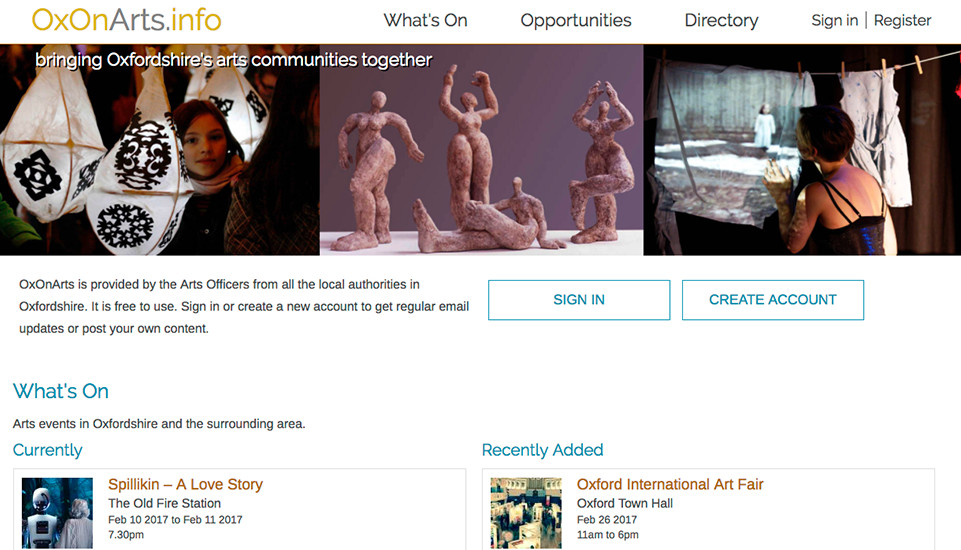 OxOnArts.info
What's On
Opportunities
Directory
Sign in | Register
bringing Oxfordshire's arts communities together
OxOnArts is provided by the Arts Officers from all the local authorities in
Oxfordshire. It is free to use. Sign in or create a new account to get regular email
updates or post your own content.
SIGN IN
CREATE ACCOUNT
What's On
Arts events in Oxfordshire and the surrounding area.
Currently
Spillikin – A Love Story
The Old Fire Station
Feb 10 2017 to Feb 11 2017
7.30pm
Recently Added
Oxford International Art Fair
Oxford Town Hall
Feb 26 2017
11am to 6pm